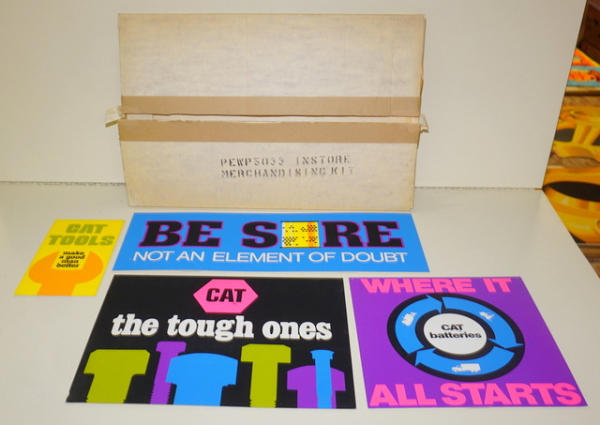 PEWP5035 INSTORE
MERCHANDISING KIT
CAT
TOOLS
make
a good
man
better
BE S RE
NOT AN ELEMENT OF DOUBT
CAT
the tough ones
WHERE IT
CAT
batteries
ALL STARTS